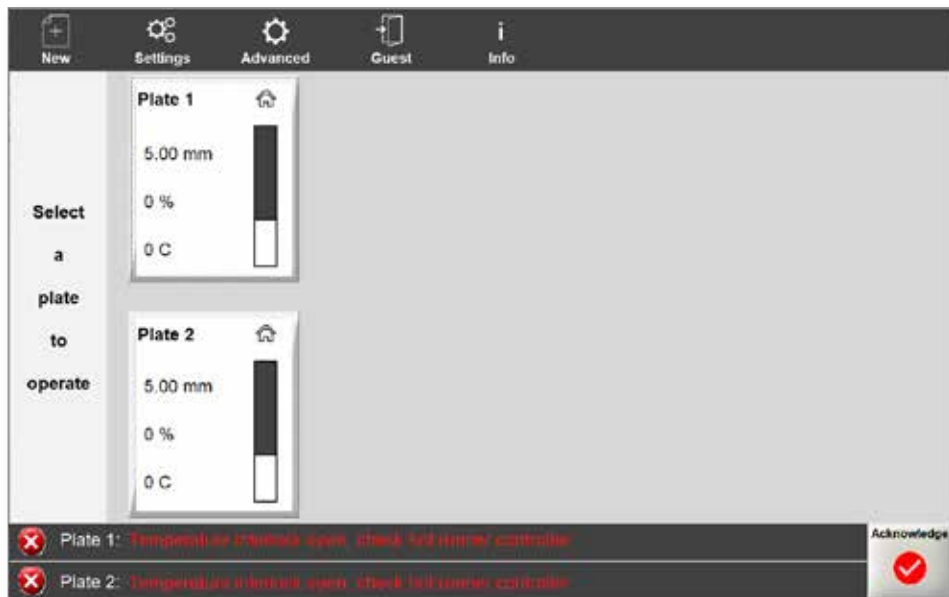 New
Settings
Advanced
Guest
i
Info
Select
a
plate
to
operate
Plate 1
5.00 mm
0 %
0 C
Plate 2
5.00 mm
0 %
0 C
Plate 1: Temperature interlock open, check hot runner controller
Plate 2: Temperature interlock open, check hot runner controller
Acknowledge